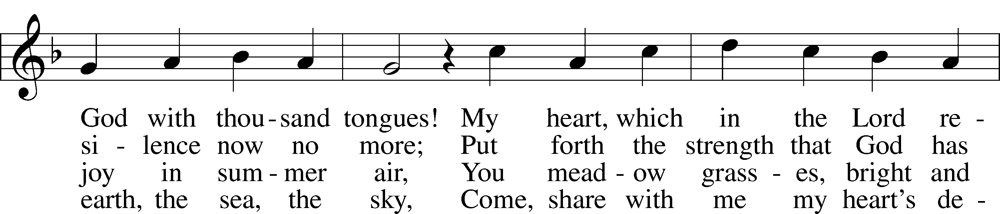 God with thou - sand tongues! My heart, which in the Lord re -
si - lence now no more; Put forth the strength that God has
joy in sum - mer air, You mead - ow grass - es, bright and
earth, the sea, the sky, Come, share with me my heart's de -